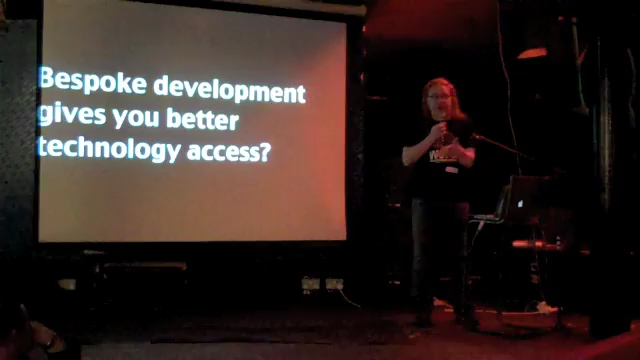 Bespoke development
gives you better
technology access?